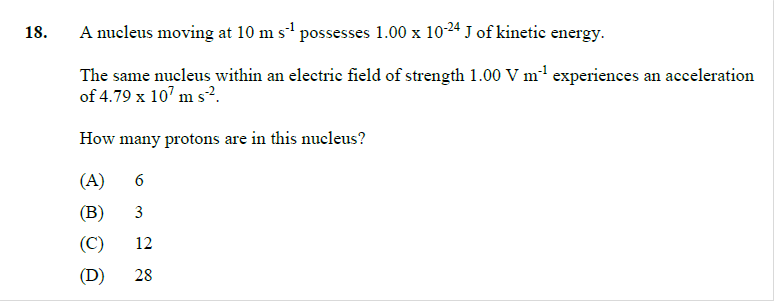 18. A nucleus moving at 10 m s⁻¹ possesses 1.00 x 10⁻²⁴ J of kinetic energy.
The same nucleus within an electric field of strength 1.00 V m⁻¹ experiences an acceleration
of 4.79 x 10⁷ m s⁻².
How many protons are in this nucleus?
(A) 6
(B) 3
(C) 12
(D) 28